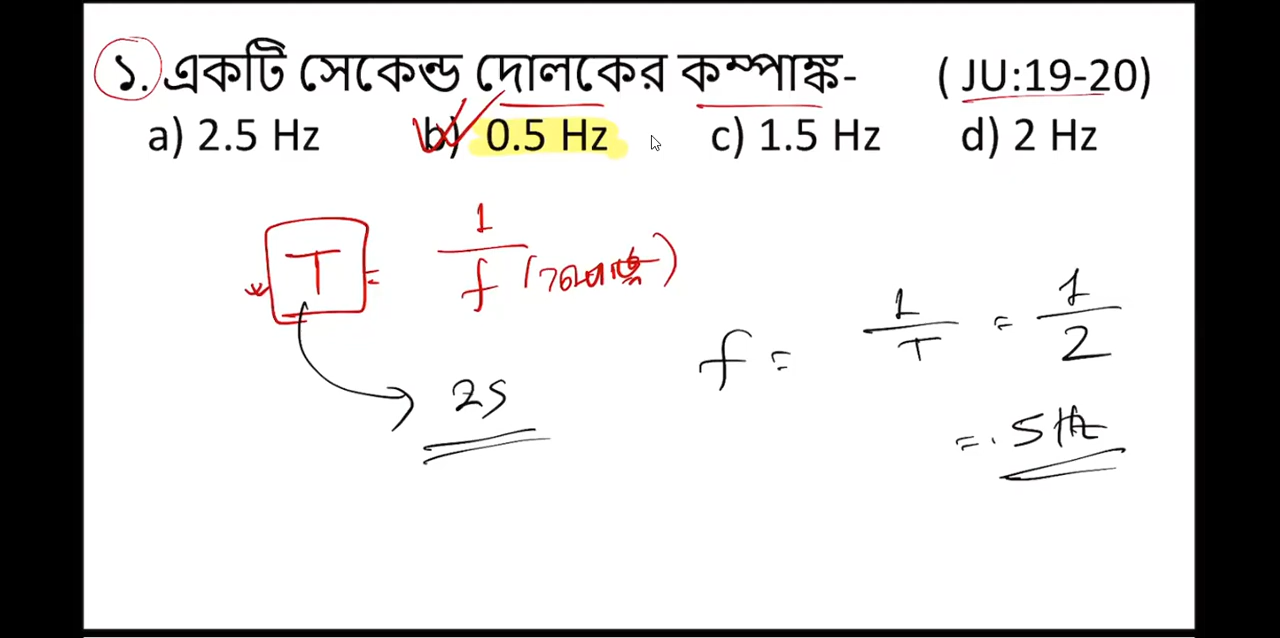 ১. একটি সেকেন্ড দোলকের কম্পাঙ্ক- ( JU:19-20)
a) 2.5 Hz b) 0.5 Hz c) 1.5 Hz d) 2 Hz
T = 1/f
f = 1/T = 1/2
2s
= .5 Hz